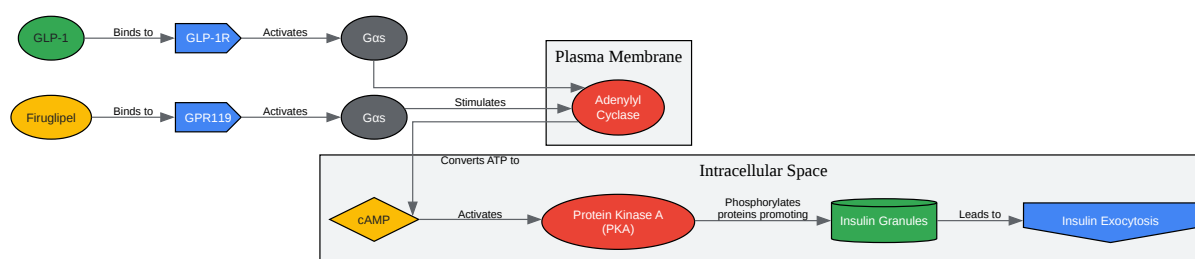 GLP-1
Binds to
GLP-1R
Activates
Gαs
Plasma Membrane
Firuglipel
Binds to
GPR119
Activates
Gαs
Stimulates
Adenylyl
Cyclase
Converts ATP to
Intracellular Space
cAMP
Activates
Protein Kinase A
(PKA)
Phosphorylates
proteins promoting
Insulin Granules
Leads to
Insulin Exocytosis